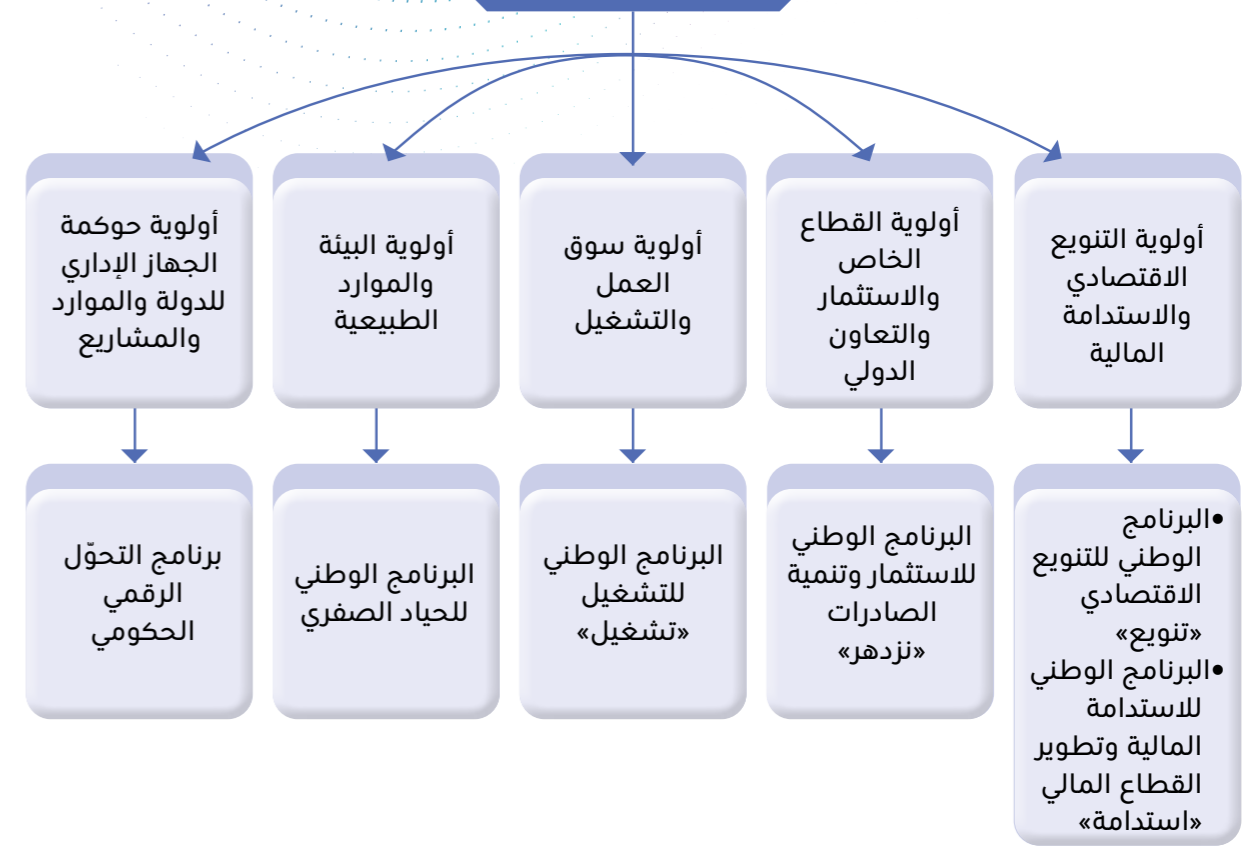 أولوية التنويع
الاقتصادي
والاستدامة
المالية
أولوية القطاع
الخاص
والاستثمار
والتعاون
الدولي
أولوية سوق
العمل
والتشغيل
أولوية البيئة
والموارد
الطبيعية
أولوية حوكمة
الجهاز الإداري
للدولة والموارد
والمشاريع
•البرنامج
الوطني للتنويع
الاقتصادي
«تنويع»
•البرنامج الوطني
للاستدامة
المالية وتطوير
القطاع المالي
«استدامة»
البرنامج الوطني
للاستثمار وتنمية
الصادرات
«نزدهر»
البرنامج الوطني
للتشغيل
«تشغيل»
البرنامج الوطني
للحياد الصفري
برنامج التحوّل
الرقمي
الحكومي